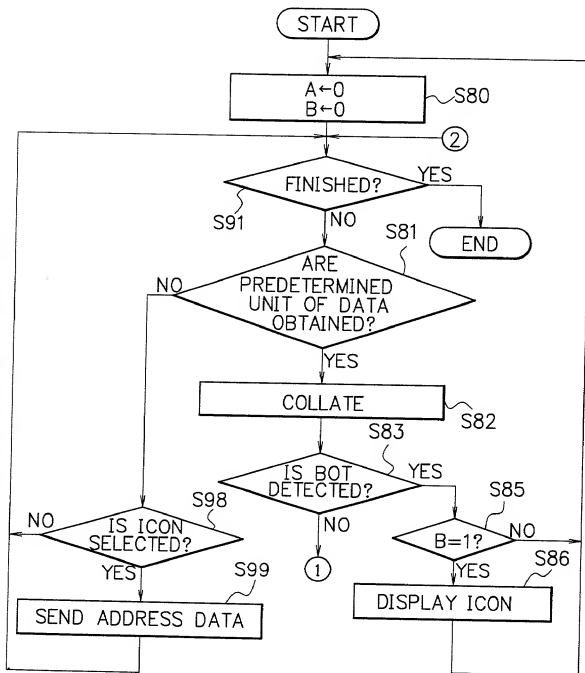 START
A←0
B←0
S80
②
FINISHED?
YES
S91
NO
END
S81
ARE
PREDETERMINED
UNIT OF DATA
OBTAINED?
NO
YES
COLLATE
S82
S83
IS BOT
DETECTED?
YES
NO
①
S85
B=1?
NO
YES
S86
DISPLAY ICON
S98
NO
IS ICON
SELECTED?
YES
S99
SEND ADDRESS DATA